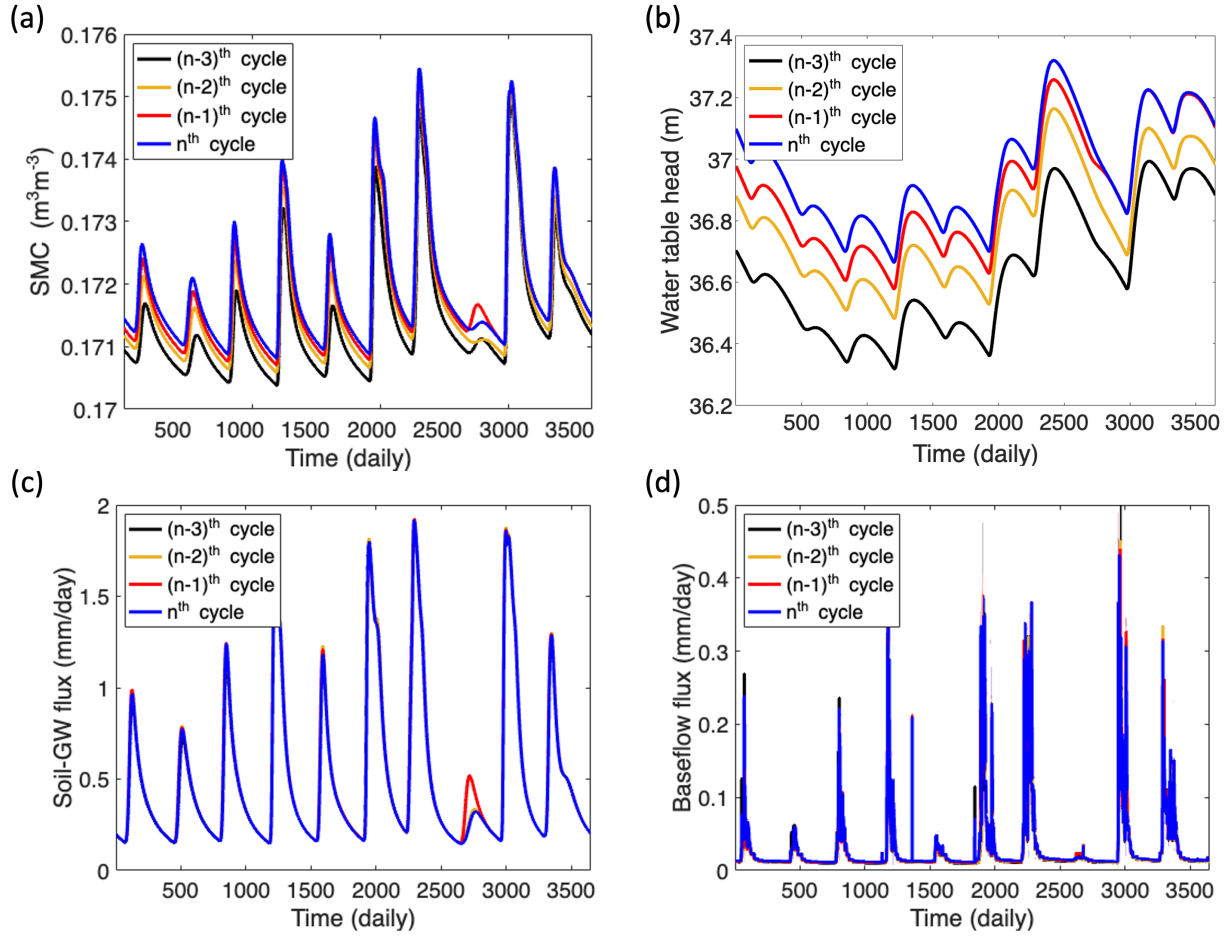 (a)
0.176
0.175
0.174
0.173
0.172
0.171
0.17
SMC (m³m⁻³)
(n-3)th cycle
(n-2)th cycle
(n-1)th cycle
nth cycle
500 1000 1500 2000 2500 3000 3500
Time (daily)
(b)
37.4
37.2
37
36.8
36.6
36.4
36.2
Water table head (m)
(n-3)th cycle
(n-2)th cycle
(n-1)th cycle
nth cycle
500 1000 1500 2000 2500 3000 3500
Time (daily)
(c)
2
1.5
1
0.5
0
Soil-GW flux (mm/day)
(n-3)th cycle
(n-2)th cycle
(n-1)th cycle
nth cycle
500 1000 1500 2000 2500 3000 3500
Time (daily)
(d)
0.5
0.4
0.3
0.2
0.1
0
Baseflow flux (mm/day)
(n-3)th cycle
(n-2)th cycle
(n-1)th cycle
nth cycle
500 1000 1500 2000 2500 3000 3500
Time (daily)